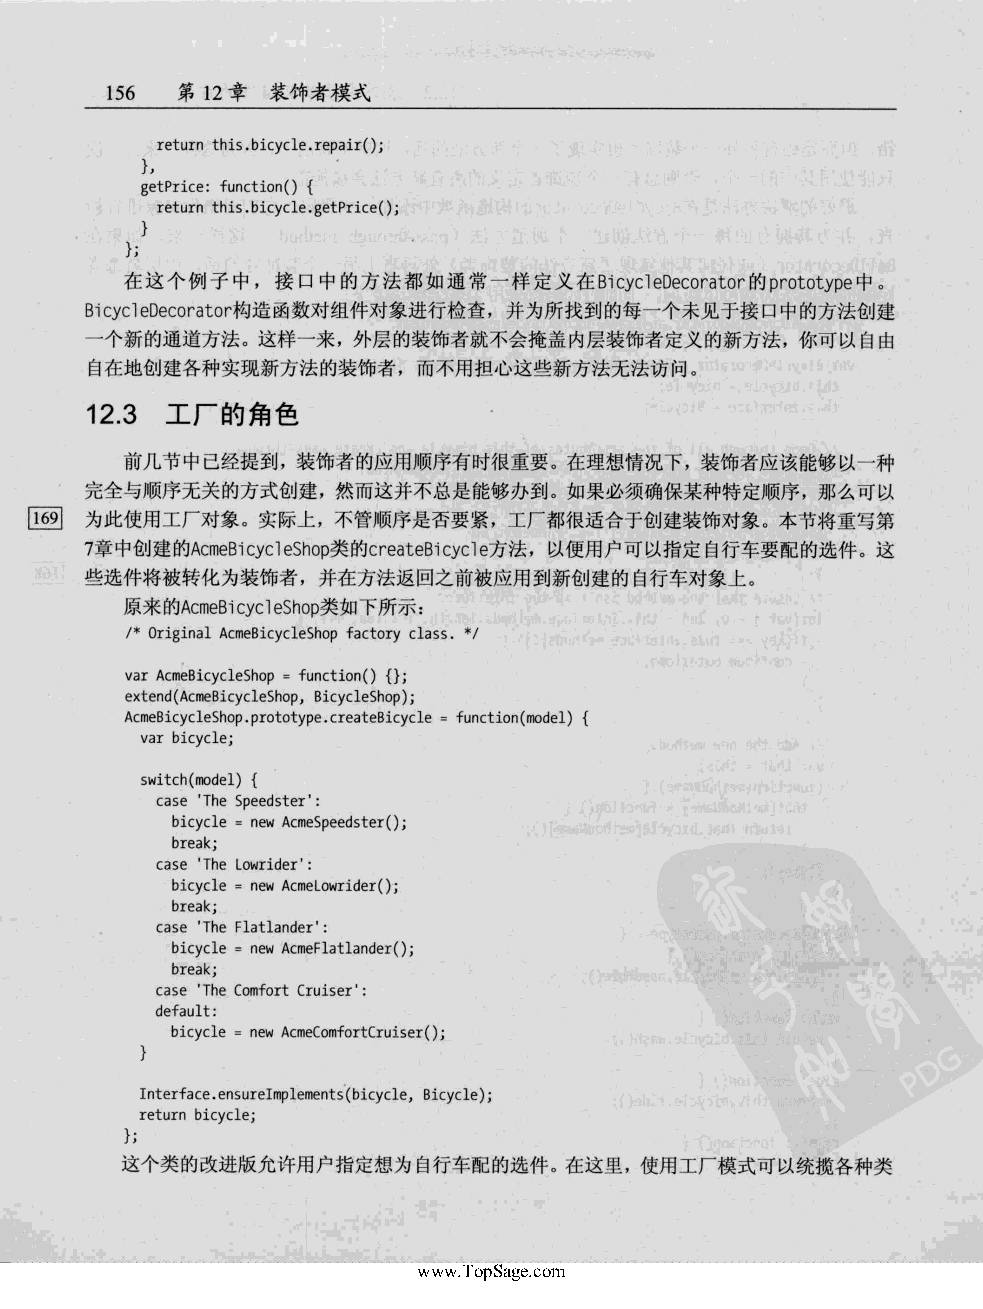 156 第 12 章 装饰者模式
return this.bicycle.repair();
},
getPrice: function() {
return this.bicycle.getPrice();
}
};
在这个例子中，接口中的方法都如通常一样定义在BicycleDecorator的prototype中。
BicycleDecorator构造函数对组件对象进行检查，并为所找到的每一个未见于接口中的方法创建
一个新的通道方法。这样一来，外层的装饰者就不会掩盖内层装饰者定义的新方法，你可以自由
自在地创建各种实现新方法的装饰者，而不用担心这些新方法无法访问。
12.3 工厂的角色
前几节中已经提到，装饰者的应用顺序有时很重要。在理想情况下，装饰者应该能够以一种
完全与顺序无关的方式创建，然而这并不总是能够办到。如果必须确保某种特定顺序，那么可以
169 为此使用工厂对象。实际上，不管顺序是否要紧，工厂都很适合于创建装饰对象。本节将重写第
7章中创建的AcmeBicycleShop类的createBicycle方法，以便用户可以指定自行车要配的选件。这
些选件将被转化为装饰者，并在方法返回之前被应用到新创建的自行车对象上。
原来的AcmeBicycleShop类如下所示：
/* Original AcmeBicycleShop factory class. */
var AcmeBicycleShop = function() {};
extend(AcmeBicycleShop, BicycleShop);
AcmeBicycleShop.prototype.createBicycle = function(model) {
var bicycle;
switch(model) {
case 'The Speedster':
bicycle = new AcmeSpeedster();
break;
case 'The Lowrider':
bicycle = new AcmeLowrider();
break;
case 'The Flatlander':
bicycle = new AcmeFlatlander();
break;
case 'The Comfort Cruiser':
default:
bicycle = new AcmeComfortCruiser();
}
Interface.ensureImplements(bicycle, Bicycle);
return bicycle;
};
这个类的改进版允许用户指定想为自行车配的选件。在这里，使用工厂模式可以统揽各种类
PDG
www.TopSage.com